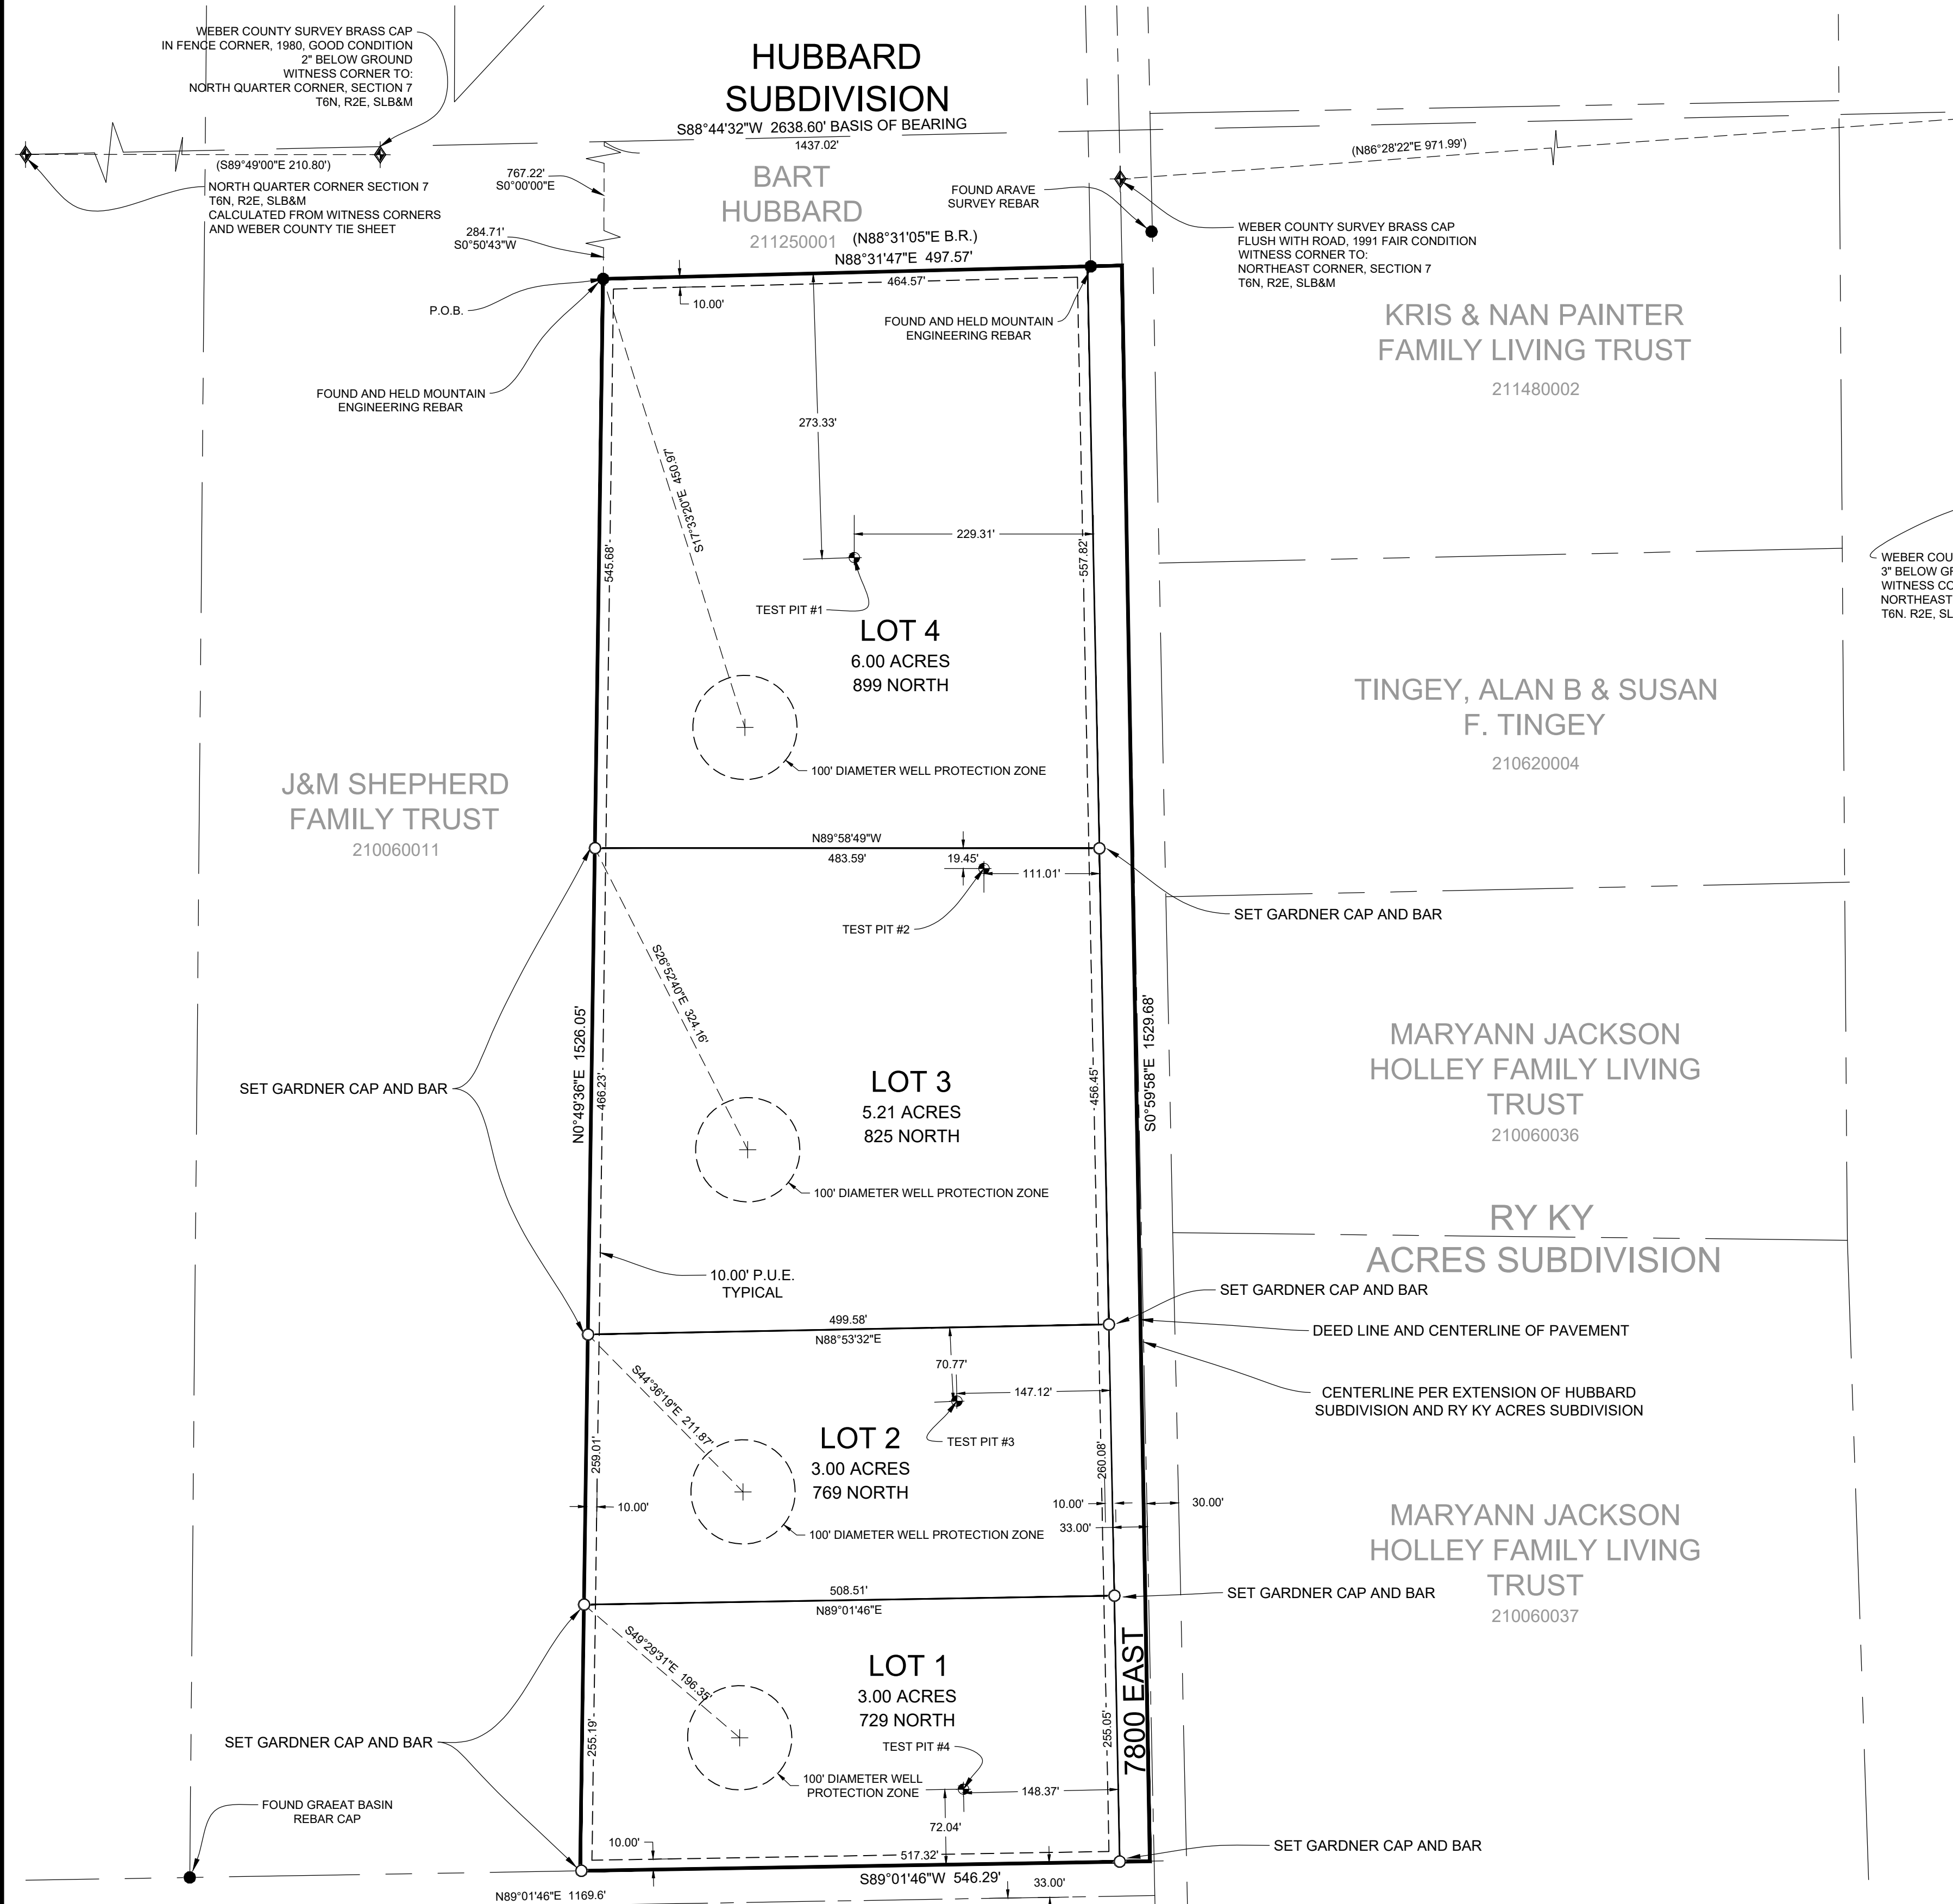 WEBER COUNTY SURVEY BRASS CAP
IN FENCE CORNER, 1980, GOOD CONDITION
2" BELOW GROUND
WITNESS CORNER TO:
NORTH QUARTER CORNER, SECTION 7
T6N, R2E, SLB&M
HUBBARD
SUBDIVISION
S88°44'32"W 2638.60' BASIS OF BEARING
1437.02'
(S89°49'00"E 210.80')
NORTH QUARTER CORNER SECTION 7
T6N, R2E, SLB&M
CALCULATED FROM WITNESS CORNERS
AND WEBER COUNTY TIE SHEET
767.22'
S0°00'00"E
284.71'
S0°50'43"W
BART
HUBBARD
211250001
(N88°31'05"E B.R.)
N88°31'47"E 497.57'
464.57'
10.00'
FOUND ARAVE
SURVEY REBAR
(N86°28'22"E 971.99')
WEBER COUNTY SURVEY BRASS CAP
FLUSH WITH ROAD, 1991 FAIR CONDITION
WITNESS CORNER TO:
NORTHEAST CORNER, SECTION 7
T6N, R2E, SLB&M
P.O.B.
FOUND AND HELD MOUNTAIN
ENGINEERING REBAR
FOUND AND HELD MOUNTAIN
ENGINEERING REBAR
KRIS & NAN PAINTER
FAMILY LIVING TRUST
211480002
273.33'
S17°33'20"E 450.97'
229.31'
545.68'
557.82'
TEST PIT #1
LOT 4
6.00 ACRES
899 NORTH
100' DIAMETER WELL PROTECTION ZONE
WEBER COU
3" BELOW GR
WITNESS CO
NORTHEAST
T6N. R2E, SL
TINGEY, ALAN B & SUSAN
F. TINGEY
210620004
J&M SHEPHERD
FAMILY TRUST
210060011
N89°58'49"W
483.59'
19.45'
111.01'
TEST PIT #2
SET GARDNER CAP AND BAR
S26°52'40"E 324.16'
N0°49'36"E 1526.05'
466.23'
456.45'
S0°59'58"E 1529.68'
SET GARDNER CAP AND BAR
LOT 3
5.21 ACRES
825 NORTH
100' DIAMETER WELL PROTECTION ZONE
MARYANN JACKSON
HOLLEY FAMILY LIVING
TRUST
210060036
RY KY
ACRES SUBDIVISION
10.00' P.U.E.
TYPICAL
SET GARDNER CAP AND BAR
499.58'
N88°53'32"E
DEED LINE AND CENTERLINE OF PAVEMENT
70.77'
147.12'
CENTERLINE PER EXTENSION OF HUBBARD
SUBDIVISION AND RY KY ACRES SUBDIVISION
S44°36'19"E 211.87'
TEST PIT #3
LOT 2
3.00 ACRES
769 NORTH
259.01'
260.08'
10.00'
10.00'
30.00'
33.00'
100' DIAMETER WELL PROTECTION ZONE
MARYANN JACKSON
HOLLEY FAMILY LIVING
TRUST
210060037
508.51'
N89°01'46"E
SET GARDNER CAP AND BAR
S49°29'31"E 196.35'
LOT 1
3.00 ACRES
729 NORTH
TEST PIT #4
255.19'
255.05'
7800 EAST
SET GARDNER CAP AND BAR
100' DIAMETER WELL
PROTECTION ZONE
148.37'
72.04'
FOUND GRAEAT BASIN
REBAR CAP
10.00'
517.32'
SET GARDNER CAP AND BAR
S89°01'46"W 546.29'
33.00'
N89°01'46"E 1169.6'